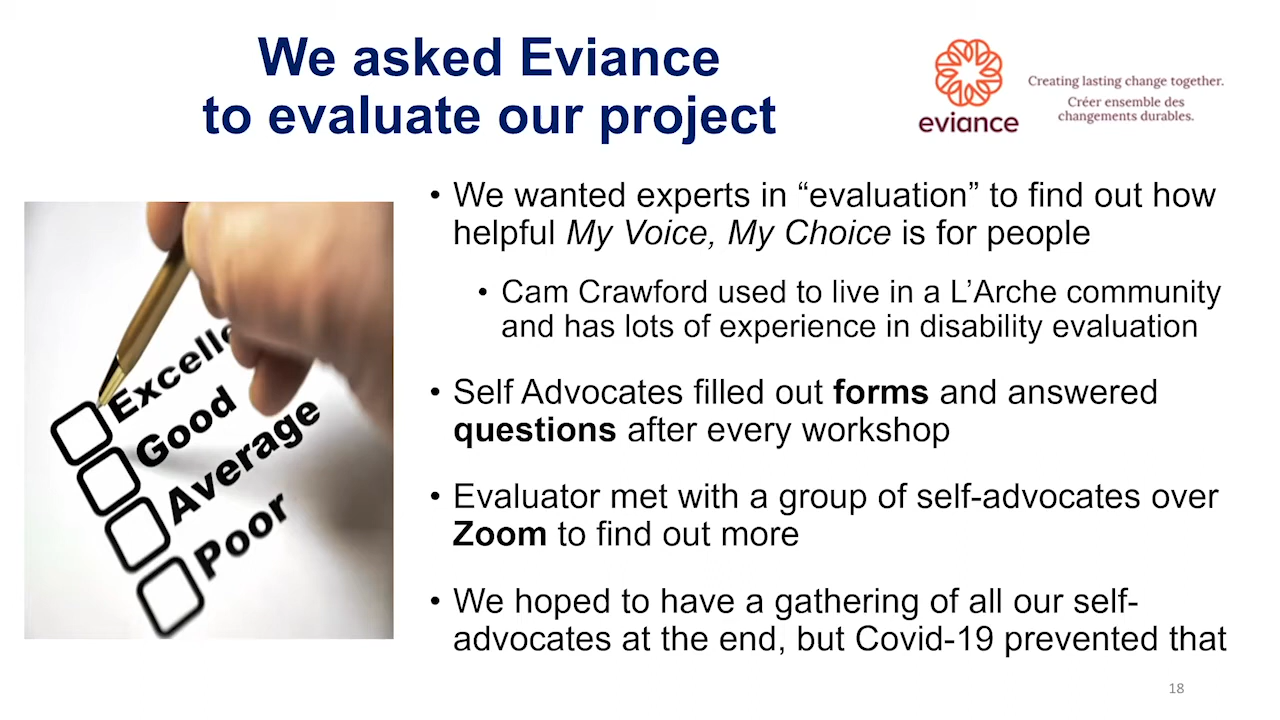 We asked Eviance
to evaluate our project
eviance
Creating lasting change together.
Créer ensemble des
changements durables.
• We wanted experts in “evaluation” to find out how
helpful My Voice, My Choice is for people
• Cam Crawford used to live in a L’Arche community
and has lots of experience in disability evaluation
• Self Advocates filled out forms and answered
questions after every workshop
• Evaluator met with a group of self-advocates over
Zoom to find out more
• We hoped to have a gathering of all our self-
advocates at the end, but Covid-19 prevented that
Excelle
Good
Average
Poor
18